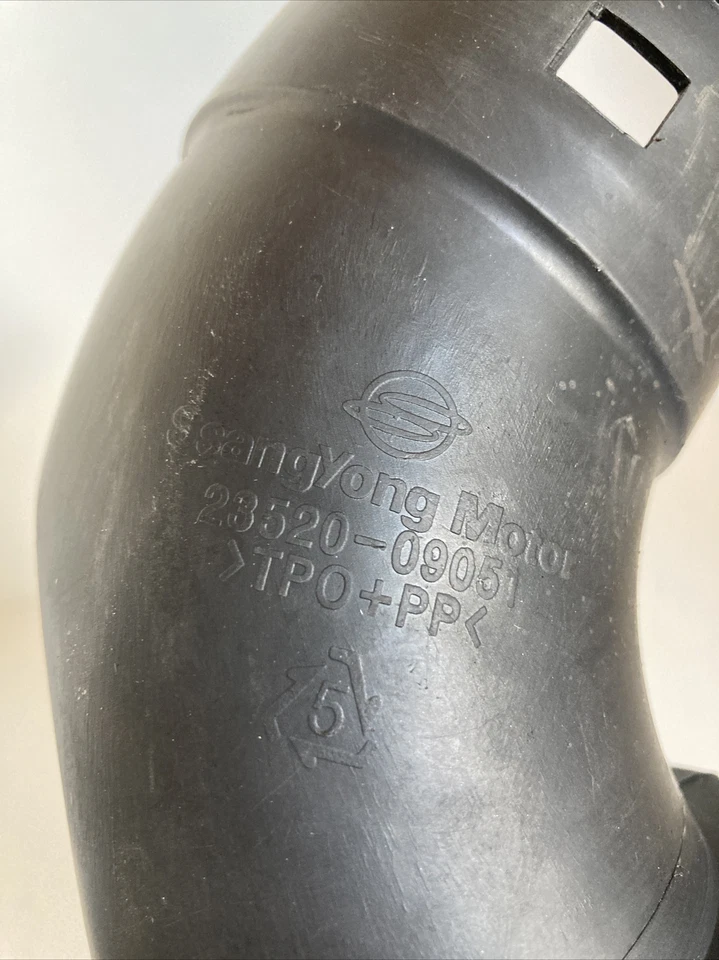 SsangYong Motor
23520-09051
>TPO+PP<
5